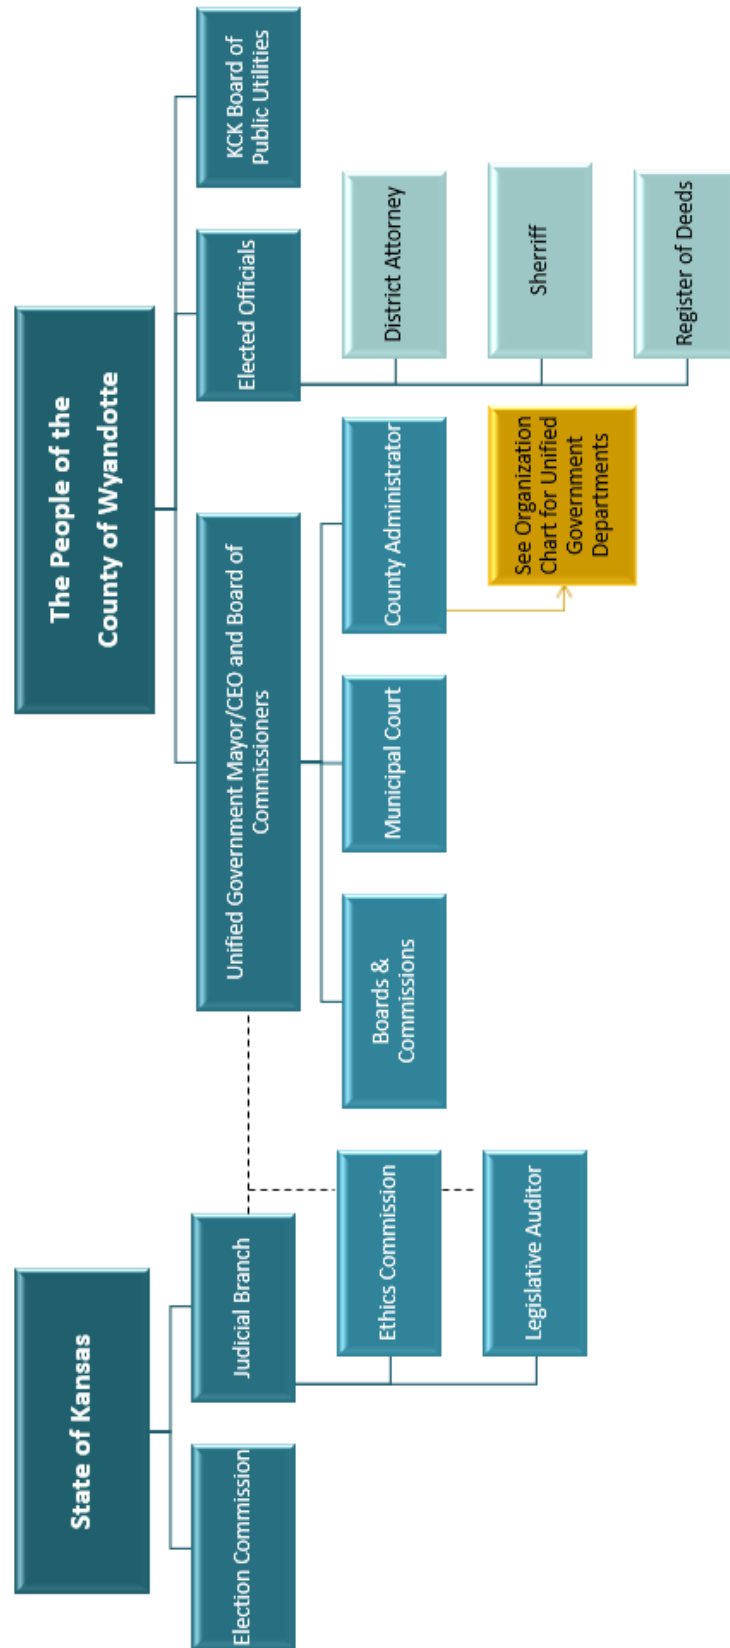 State of Kansas
Election Commission
Judicial Branch
Ethics Commission
Legislative Auditor
The People of the
County of Wyandotte
Unified Government Mayor/CEO and Board of
Commissioners
Elected Officials
KCK Board of
Public Utilities
Boards &
Commissions
Municipal Court
County Administrator
See Organization
Chart for Unified
Government
Departments
District Attorney
Sherriff
Register of Deeds